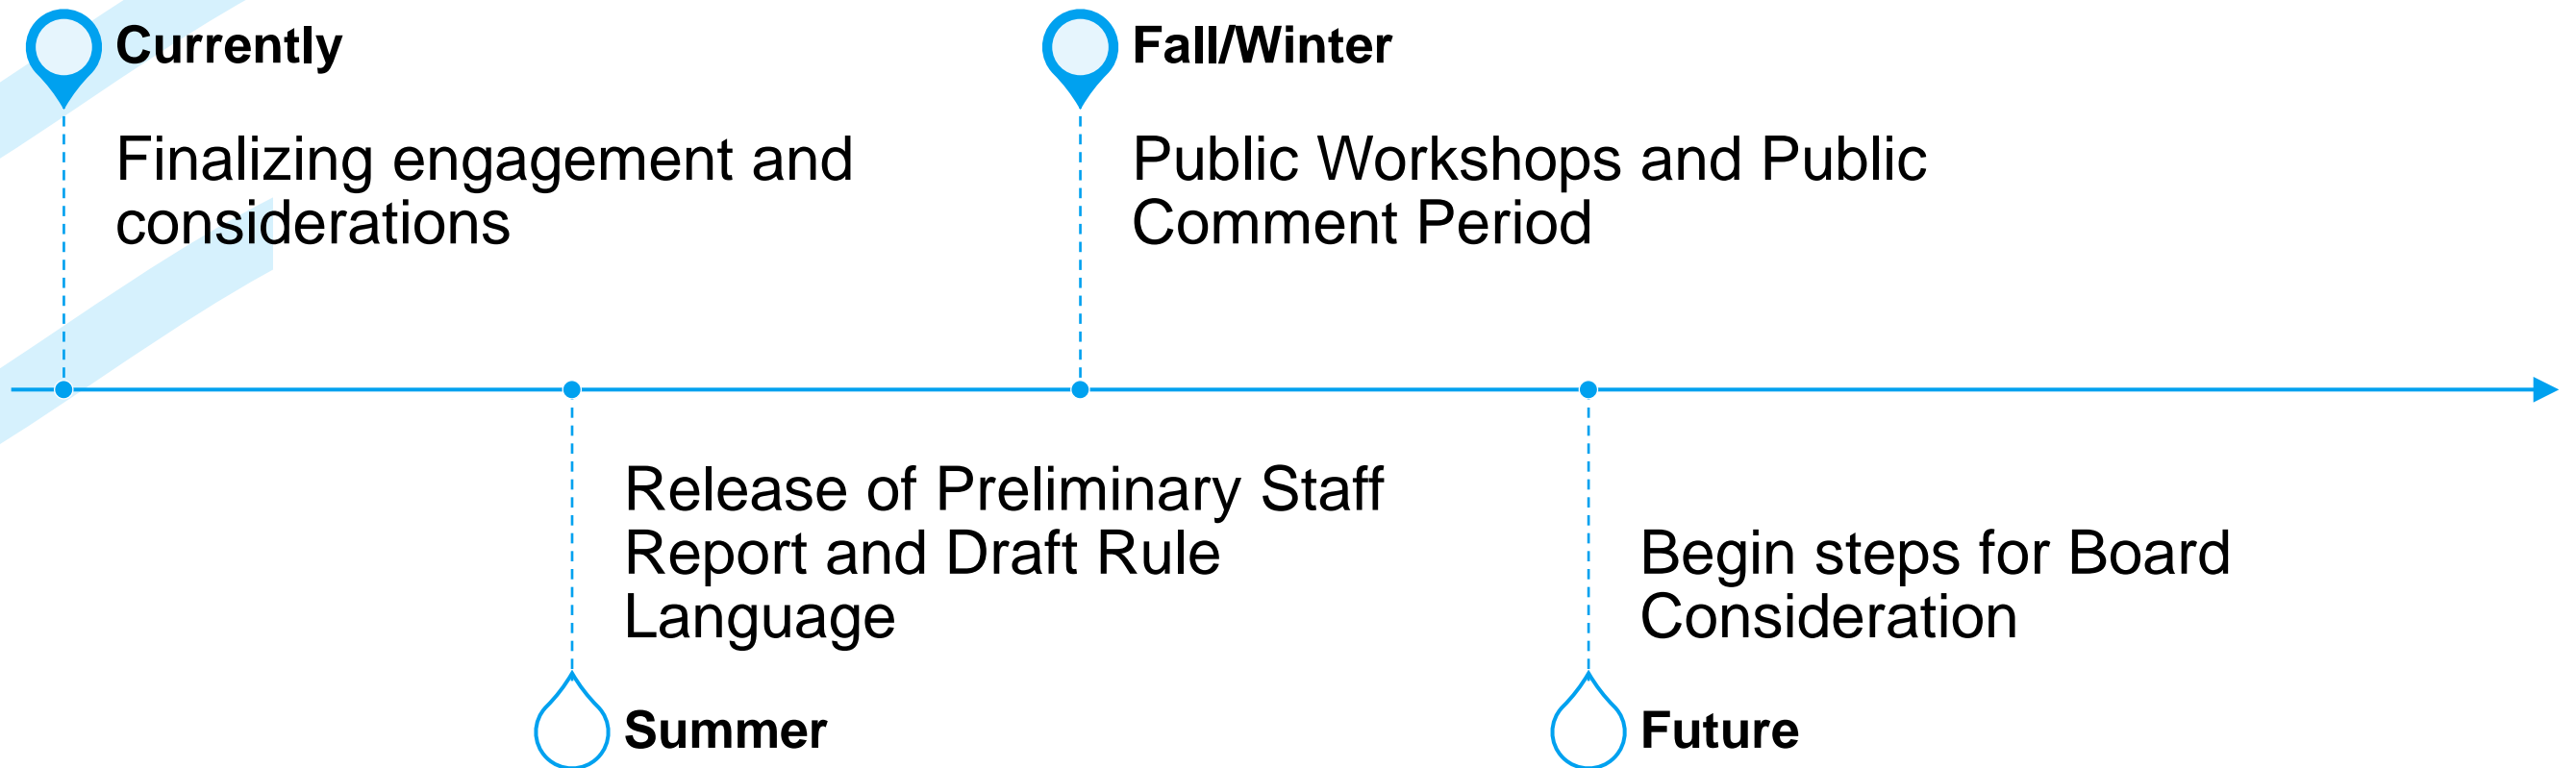 Currently
Finalizing engagement and
considerations
Fall/Winter
Public Workshops and Public
Comment Period
Release of Preliminary Staff
Report and Draft Rule
Language
Summer
Begin steps for Board
Consideration
Future